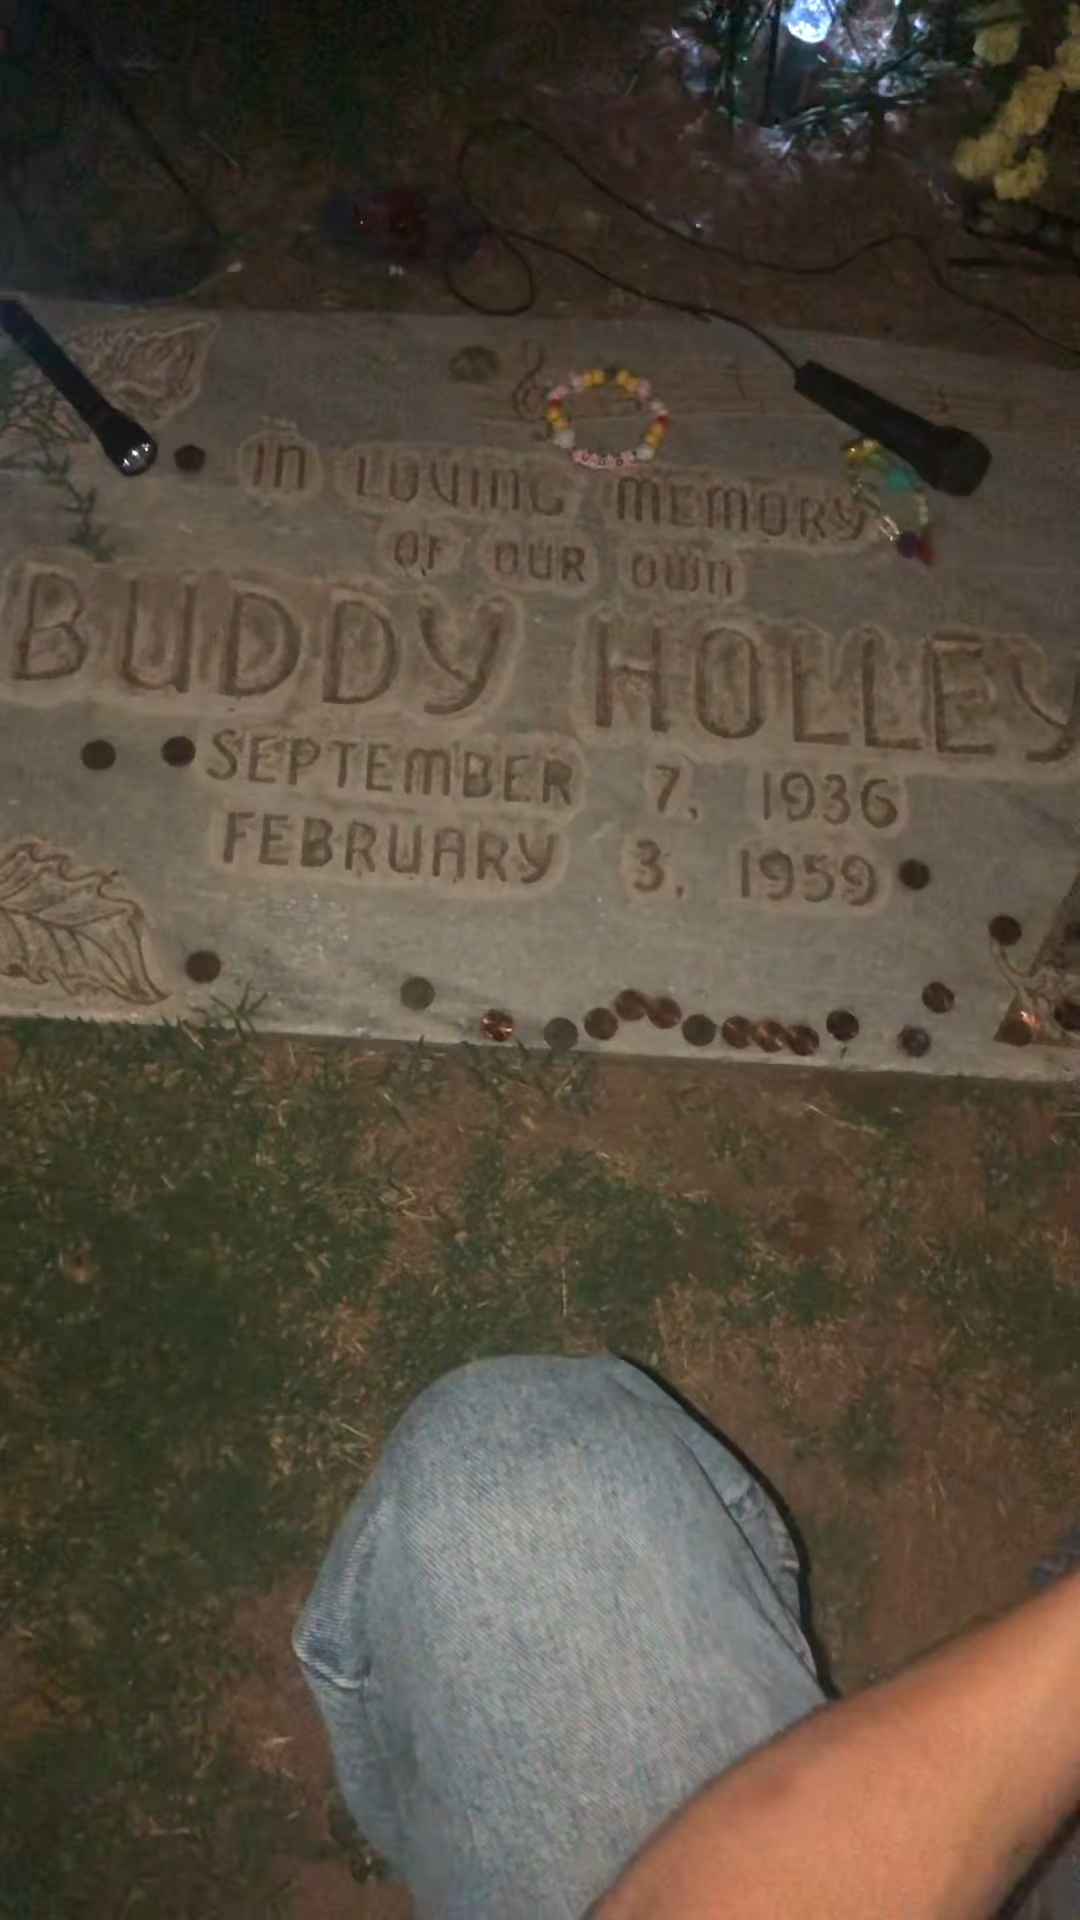 IN LOVING MEMORY
OF OUR OWN
BUDDY HOLLEY
SEPTEMBER 7, 1936
FEBRUARY 3, 1959